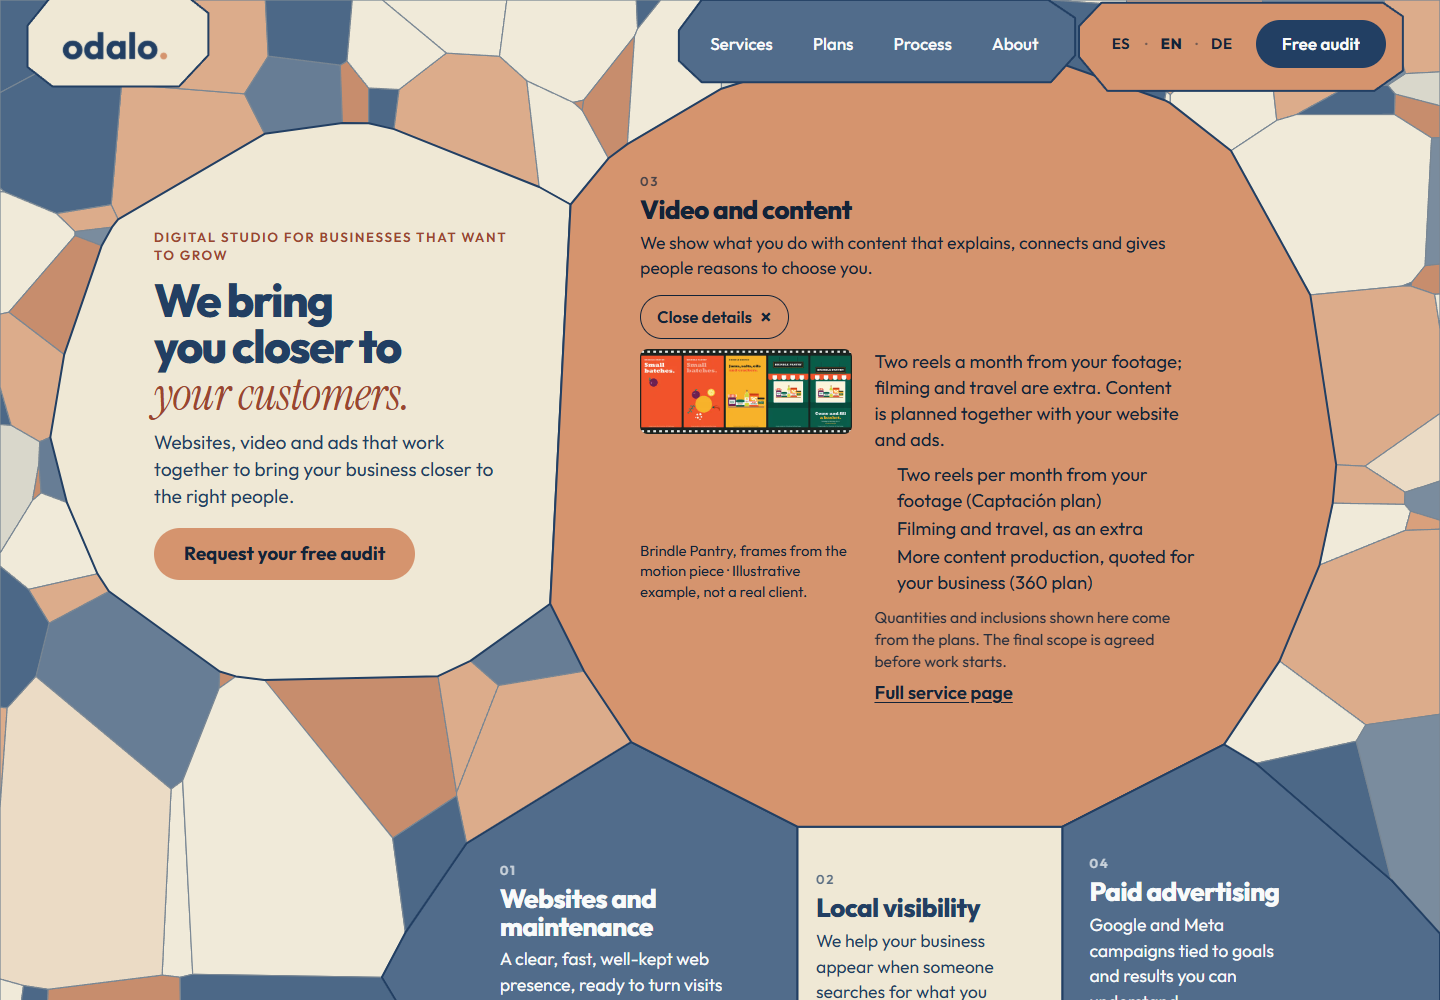 odalo.
Services
Plans
Process
About
ES · EN · DE
Free audit
DIGITAL STUDIO FOR BUSINESSES THAT WANT
TO GROW
We bring
you closer to
your customers.
Websites, video and ads that work
together to bring your business closer to
the right people.
Request your free audit
03
Video and content
We show what you do with content that explains, connects and gives
people reasons to choose you.
Close details ×
Small
batches.
Small
batches.
BRINDLE PANTRY
BRINDLE PANTRY
Brindle Pantry, frames from the
motion piece · Illustrative
example, not a real client.
Two reels a month from your footage;
filming and travel are extra. Content
is planned together with your website
and ads.
Two reels per month from your
footage (Captación plan)
Filming and travel, as an extra
More content production, quoted for
your business (360 plan)
Quantities and inclusions shown here come
from the plans. The final scope is agreed
before work starts.
Full service page
01
Websites and
maintenance
A clear, fast, well-kept web
presence, ready to turn visits
02
Local visibility
We help your business
appear when someone
searches for what you
04
Paid advertising
Google and Meta
campaigns tied to goals
and results you can
understand